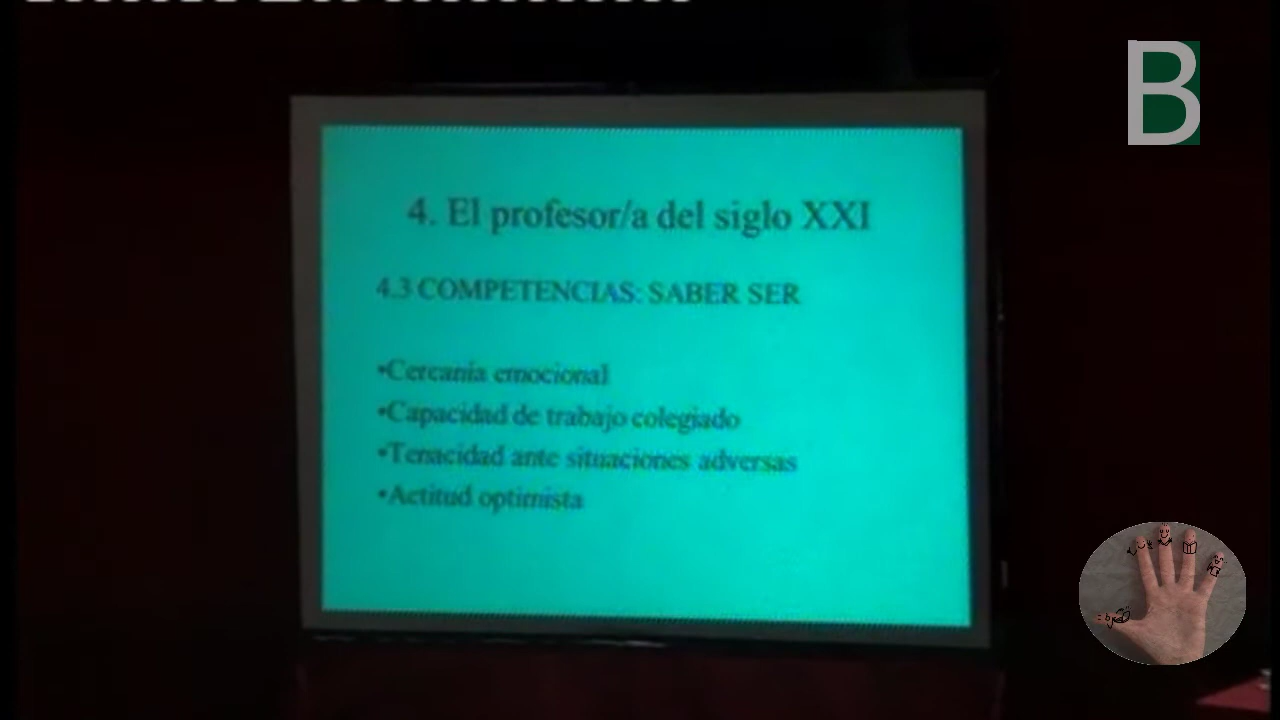 B
4. El profesor/a del siglo XXI
4.3 COMPETENCIAS: SABER SER
•Cercanía emocional
•Capacidad de trabajo colegiado
•Tenacidad ante situaciones adversas
•Actitud optimista